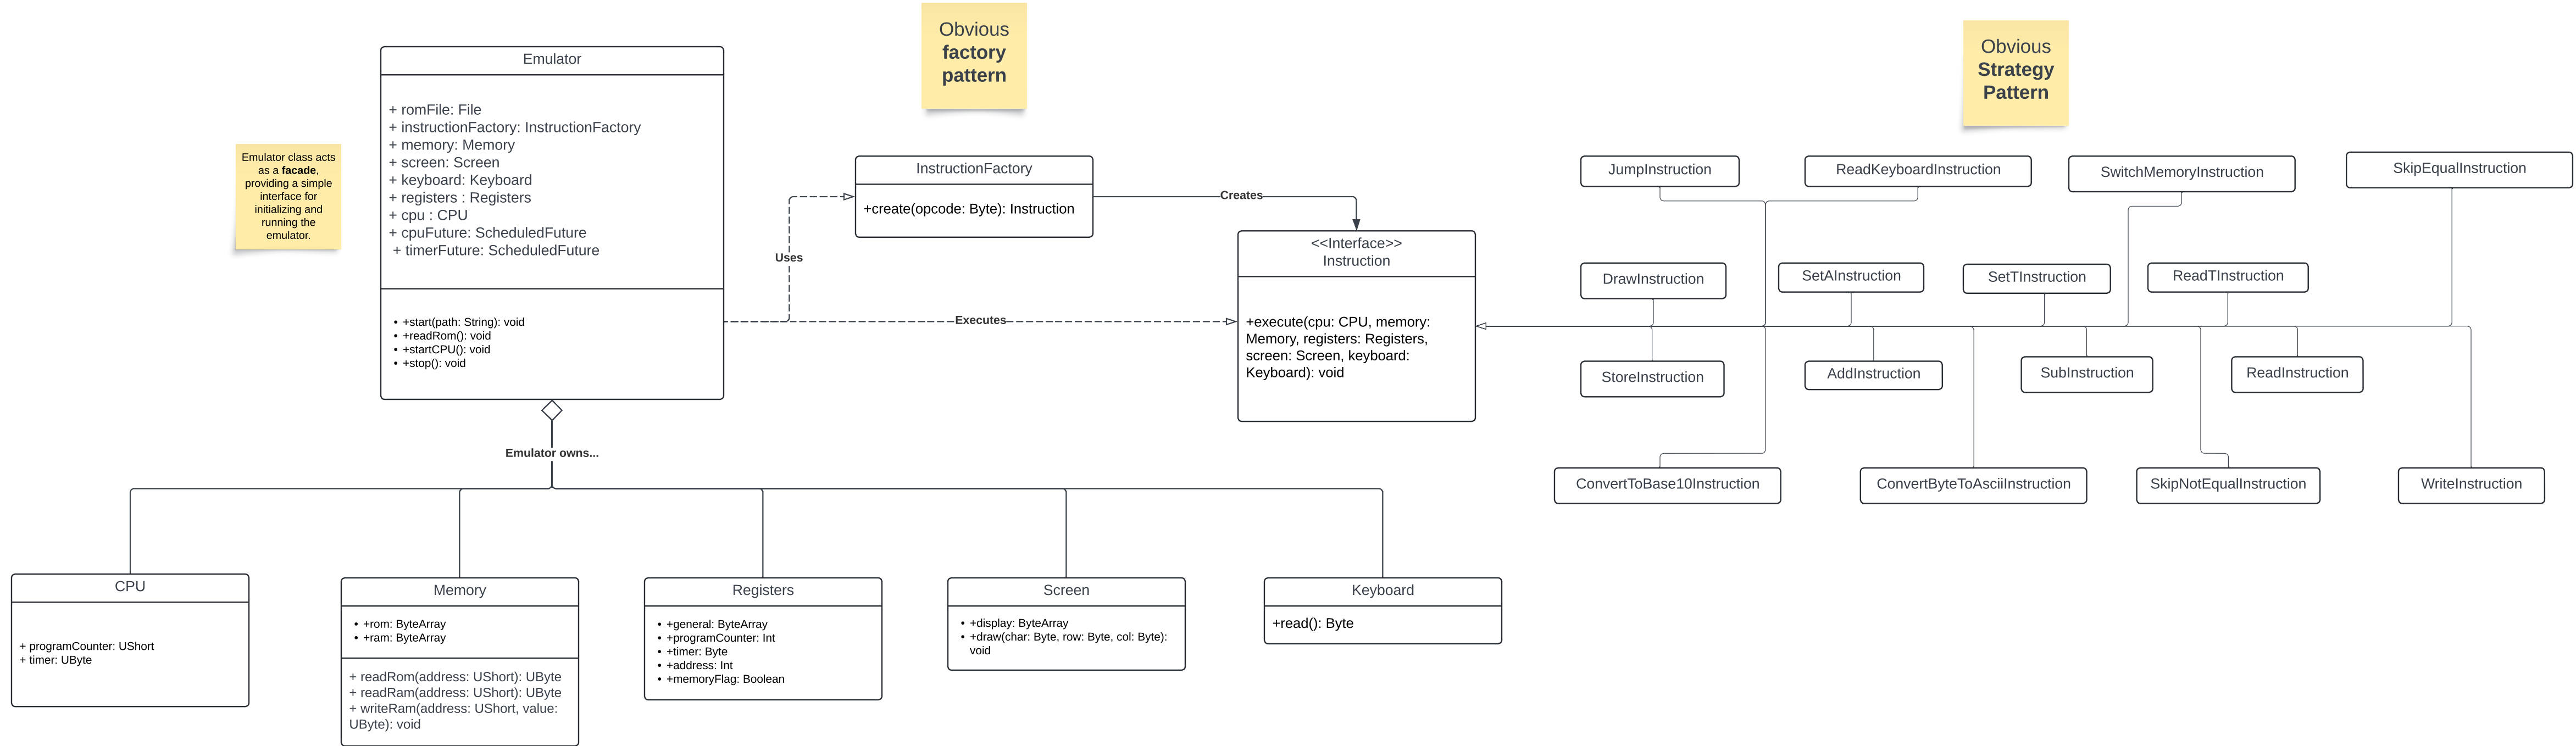 Obvious
factory
pattern
Obvious
Strategy
Pattern
Emulator class acts
as a facade,
providing a simple
interface for
initializing and
running the
emulator.
Emulator
+ romFile: File
+ instructionFactory: InstructionFactory
+ memory: Memory
+ screen: Screen
+ keyboard: Keyboard
+ registers : Registers
+ cpu : CPU
+ cpuFuture: ScheduledFuture
+ timerFuture: ScheduledFuture
• +start(path: String): void
• +readRom(): void
• +startCPU(): void
• +stop(): void
Uses
Executes
InstructionFactory
+create(opcode: Byte): Instruction
Creates
<<Interface>>
Instruction
+execute(cpu: CPU, memory:
Memory, registers: Registers,
screen: Screen, keyboard:
Keyboard): void
JumpInstruction
ReadKeyboardInstruction
SwitchMemoryInstruction
SkipEqualInstruction
DrawInstruction
SetAInstruction
SetTInstruction
ReadTInstruction
StoreInstruction
AddInstruction
SubInstruction
ReadInstruction
ConvertToBase10Instruction
ConvertByteToAsciiInstruction
SkipNotEqualInstruction
WriteInstruction
Emulator owns...
CPU
+ programCounter: UShort
+ timer: UByte
Memory
• +rom: ByteArray
• +ram: ByteArray
+ readRom(address: UShort): UByte
+ readRam(address: UShort): UByte
+ writeRam(address: UShort, value:
UByte): void
Registers
• +general: ByteArray
• +programCounter: Int
• +timer: Byte
• +address: Int
• +memoryFlag: Boolean
Screen
• +display: ByteArray
• +draw(char: Byte, row: Byte, col: Byte):
void
Keyboard
+read(): Byte